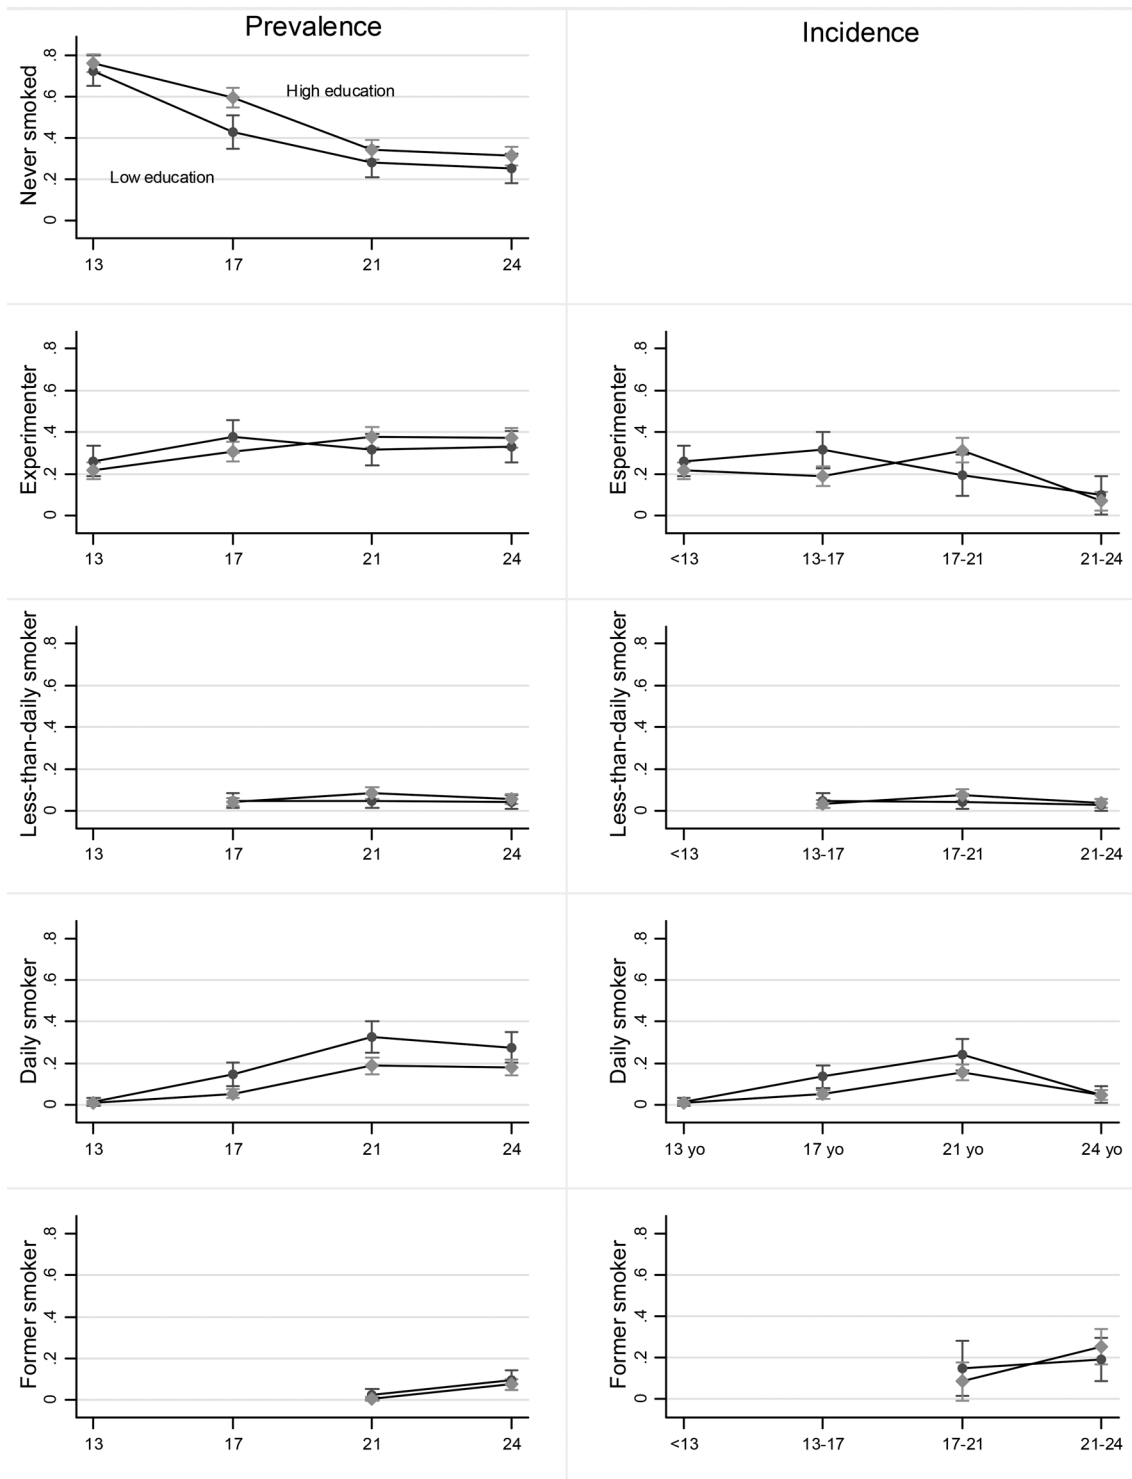 Prevalence
Incidence
Never smoked
.8
.6
.4
.2
0
High education
Low education
13 17 21 24
Experimenter
.8
.6
.4
.2
0
13 17 21 24
Esperimenter
.8
.6
.4
.2
0
<13 13-17 17-21 21-24
Less-than-daily smoker
.8
.6
.4
.2
0
13 17 21 24
Less-than-daily smoker
.8
.6
.4
.2
0
<13 13-17 17-21 21-24
Daily smoker
.8
.6
.4
.2
0
13 17 21 24
Daily smoker
.8
.6
.4
.2
0
13 yo 17 yo 21 yo 24 yo
Former smoker
.8
.6
.4
.2
0
13 17 21 24
Former smoker
.8
.6
.4
.2
0
<13 13-17 17-21 21-24